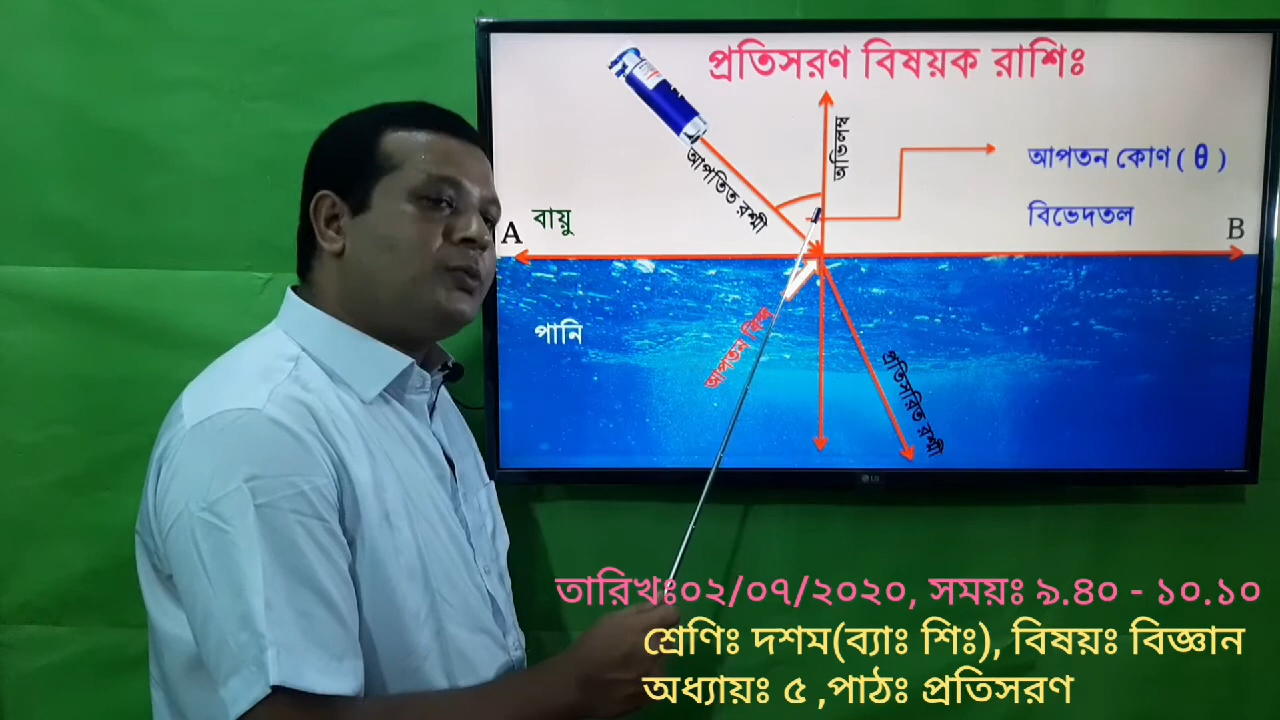 প্রতিসরণ বিষয়ক রাশিঃ
অভিলম্ব
আপতিত রশ্মী
আপতন কোণ ( θ )
বিভেদতল
A
বায়ু
B
পানি
আপতন বিন্দু
প্রতিসরিত রশ্মী
LG
তারিখঃ০২/০৭/২০২০, সময়ঃ ৯.৪০ - ১০.১০
শ্রেণিঃ দশম(ব্যাঃ শিঃ), বিষয়ঃ বিজ্ঞান
অধ্যায়ঃ ৫ ,পাঠঃ প্রতিসরণ